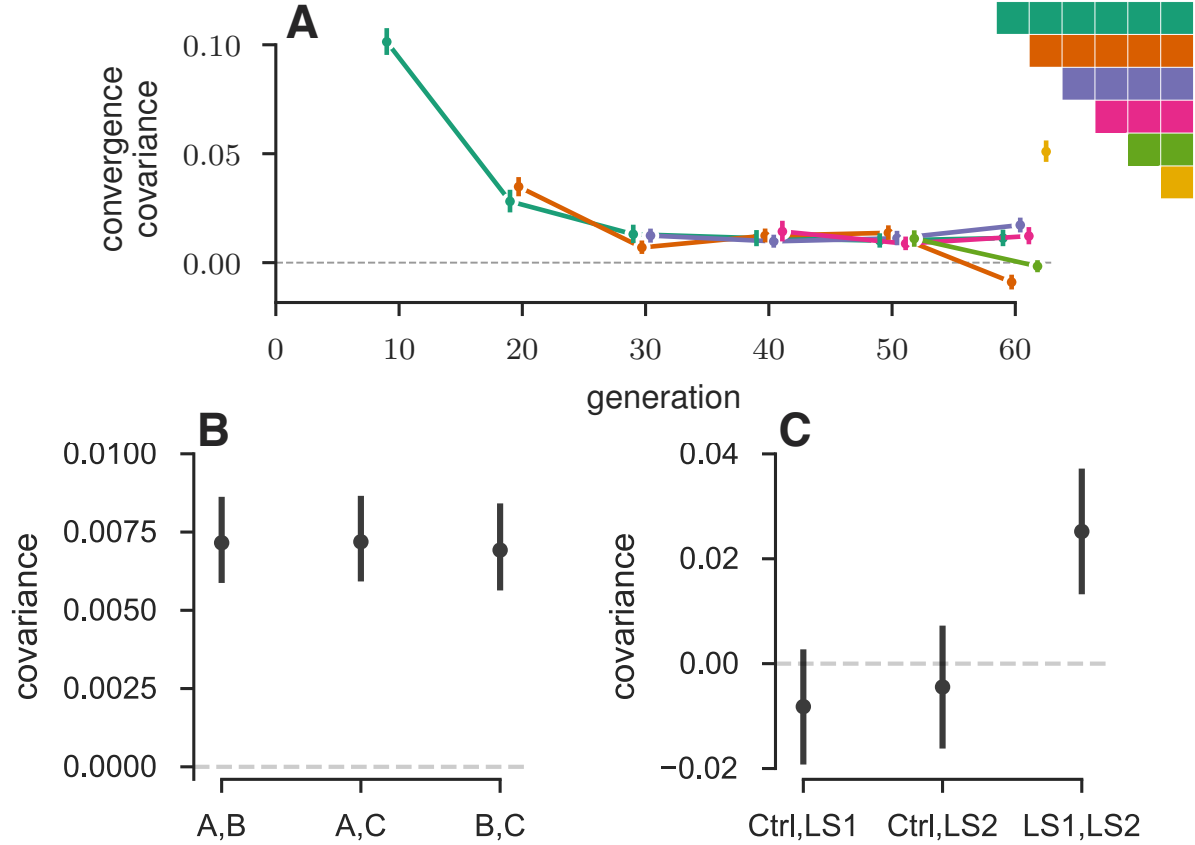 A
convergence
covariance
0.10
0.05
0.00
0 10 20 30 40 50 60
generation
B
covariance
0.0100
0.0075
0.0050
0.0025
0.0000
A,B A,C B,C
C
covariance
0.04
0.02
0.00
−0.02
Ctrl,LS1 Ctrl,LS2 LS1,LS2